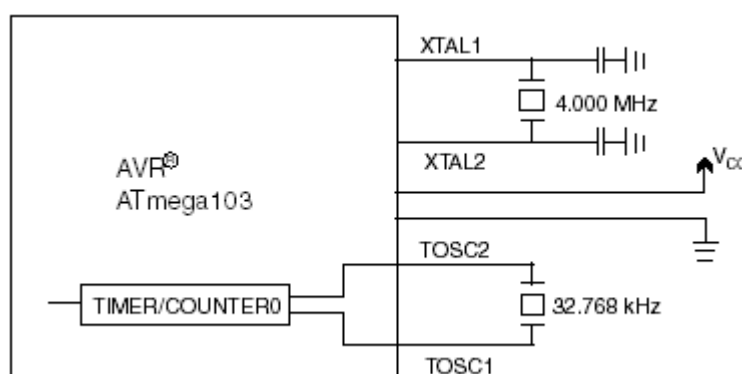 XTAL1
4.000 MHz
XTAL2
AVR®
ATmega103
TOSC2
TIMER/COUNTER0
32.768 kHz
TOSC1